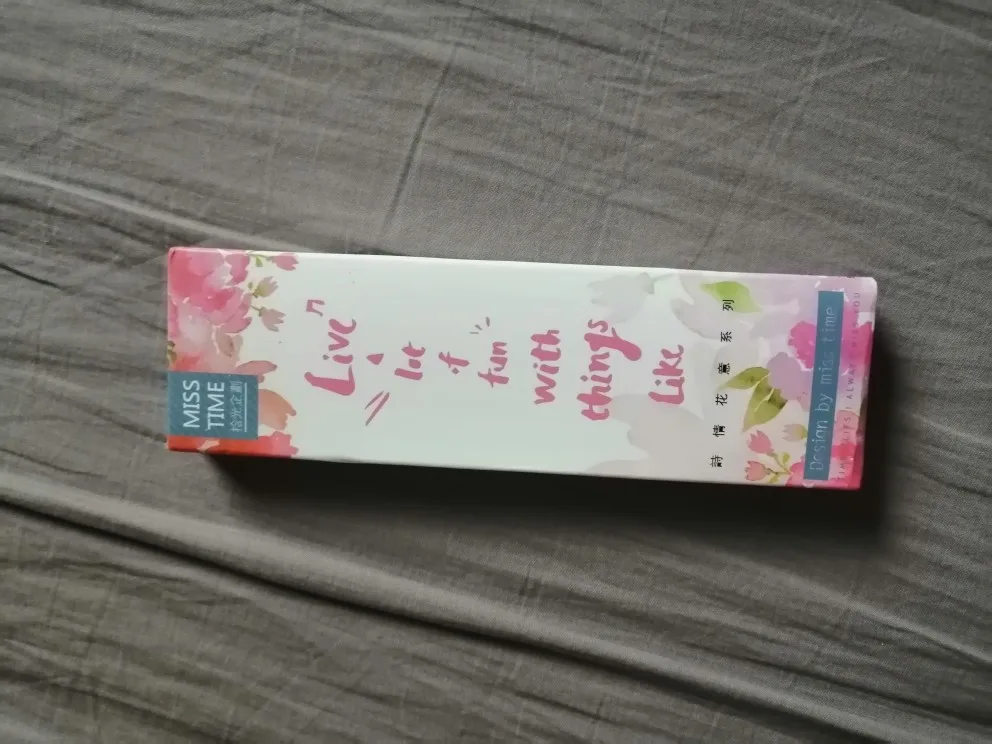 MISS
TIME
拾光企劃
Live
a
lot
of
fun
with
things
Like
詩情花意系列
Design by miss time